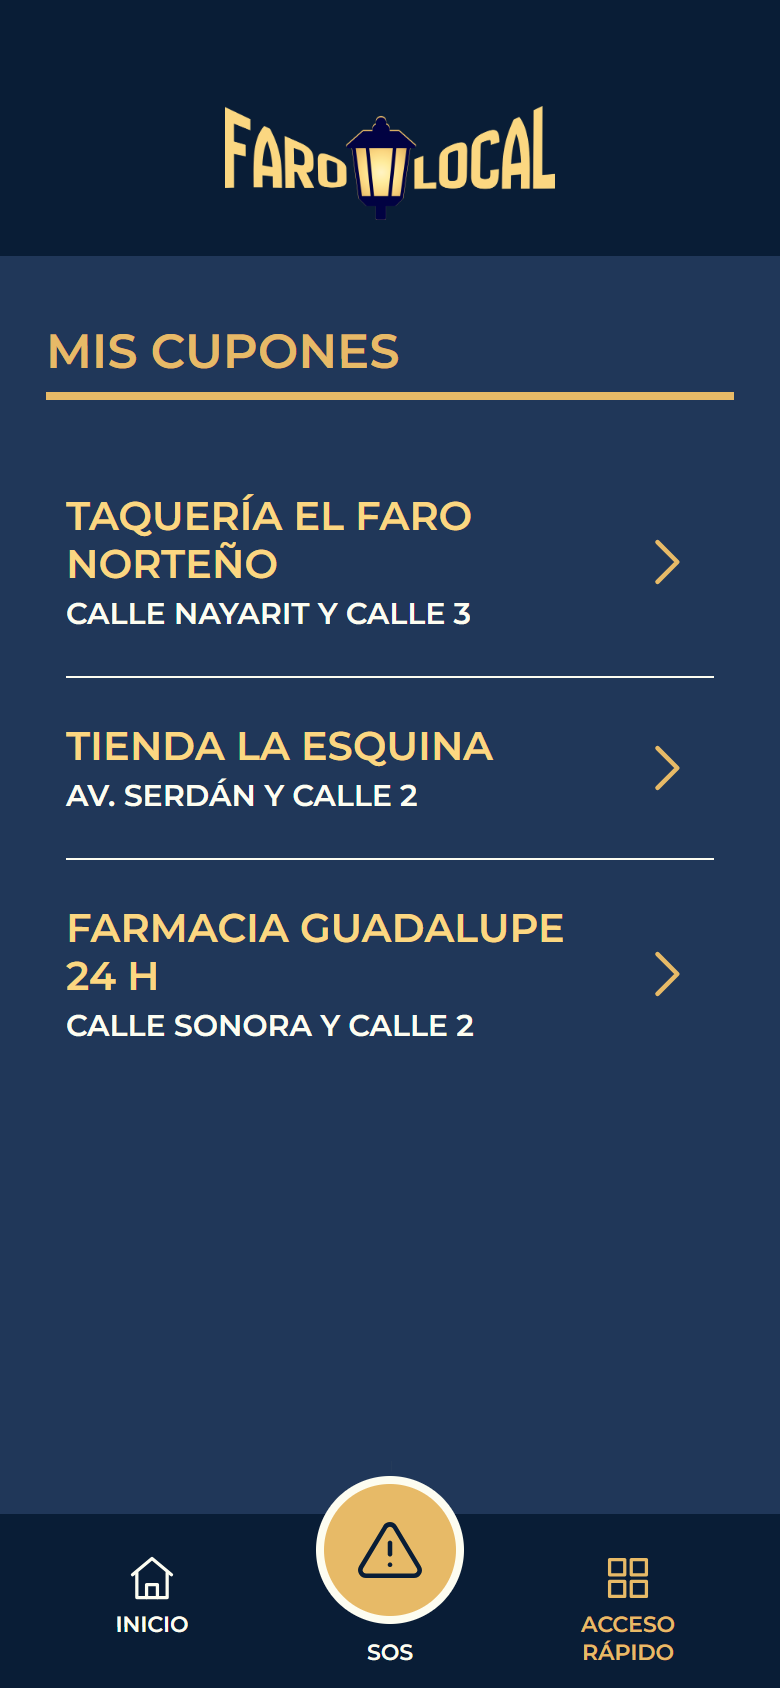 FARO LOCAL
MIS CUPONES
TAQUERÍA EL FARO
NORTEÑO
CALLE NAYARIT Y CALLE 3
TIENDA LA ESQUINA
AV. SERDÁN Y CALLE 2
FARMACIA GUADALUPE
24 H
CALLE SONORA Y CALLE 2
INICIO
SOS
ACCESO
RÁPIDO